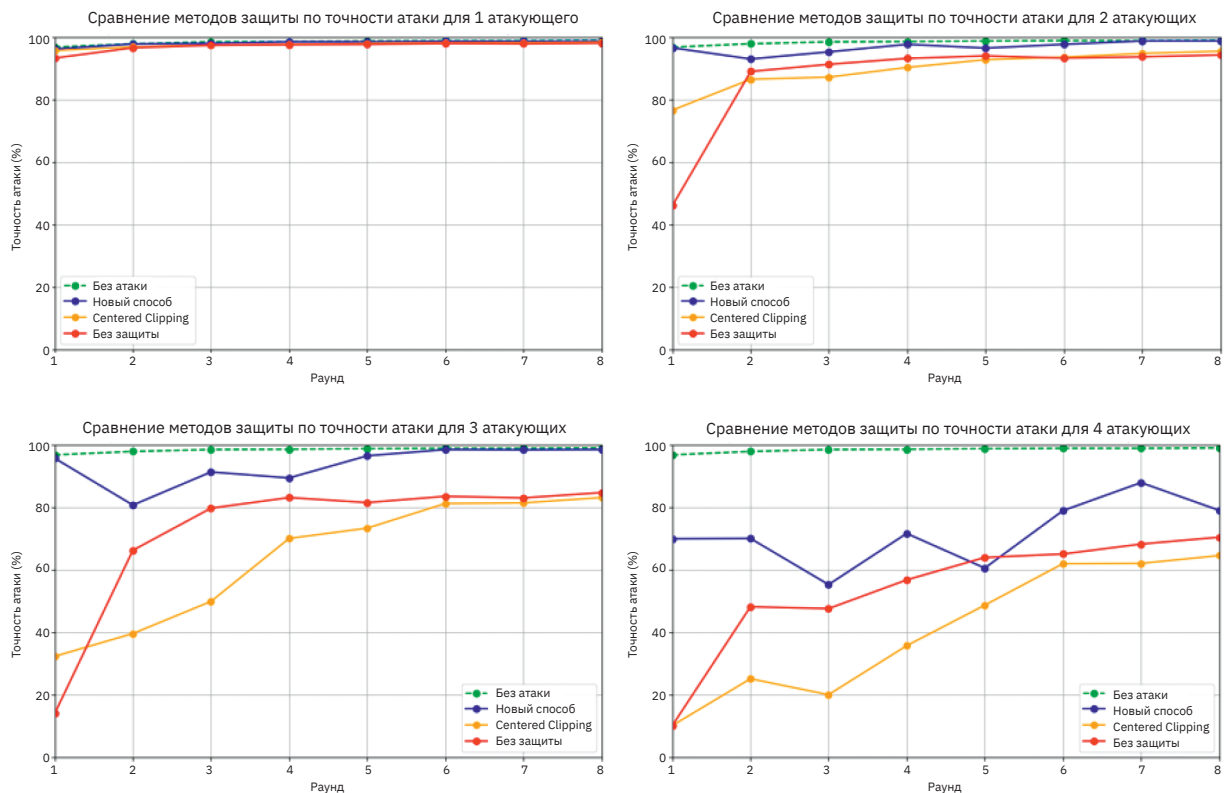 Сравнение методов защиты по точности атаки для 1 атакующего
Точность атаки (%)
100
80
60
40
20
0
Без атаки
Новый способ
Centered Clipping
Без защиты
1 2 3 4 5 6 7 8
Раунд
Сравнение методов защиты по точности атаки для 2 атакующих
Точность атаки (%)
100
80
60
40
20
0
Без атаки
Новый способ
Centered Clipping
Без защиты
1 2 3 4 5 6 7 8
Раунд
Сравнение методов защиты по точности атаки для 3 атакующих
Точность атаки (%)
100
80
60
40
20
0
Без атаки
Новый способ
Centered Clipping
Без защиты
1 2 3 4 5 6 7 8
Раунд
Сравнение методов защиты по точности атаки для 4 атакующих
Точность атаки (%)
100
80
60
40
20
0
Без атаки
Новый способ
Centered Clipping
Без защиты
1 2 3 4 5 6 7 8
Раунд